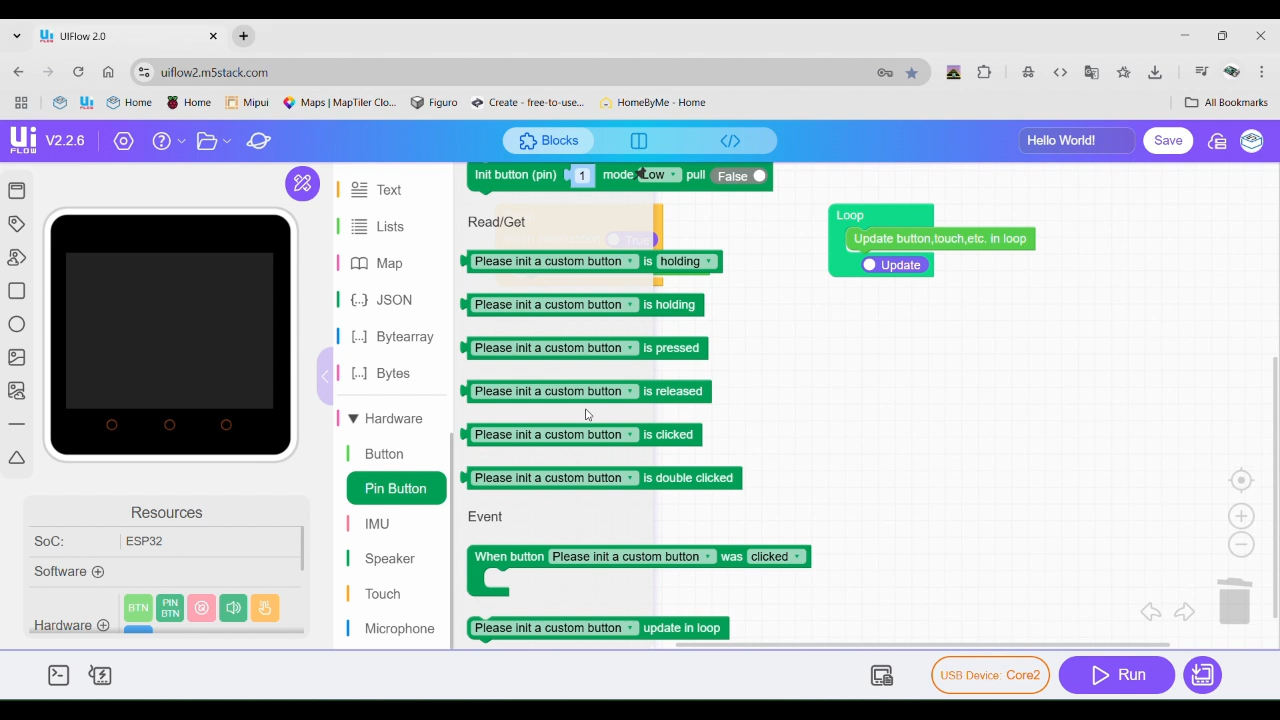 UIFlow 2.0
uiflow2.m5stack.com
Home
Home
Mipui
Maps | MapTiler Clo...
Figuro
Create - free-to-use...
HomeByMe - Home
All Bookmarks
Ui
FLOW
V2.2.6
Blocks
Hello World!
Save
Text
Lists
Map
{..} JSON
[...] Bytearray
[...] Bytes
Hardware
Button
Pin Button
IMU
Speaker
Touch
Microphone
Init button (pin) 1 mode Low pull False
Read/Get
True
Please init a custom button is holding
Please init a custom button is holding
Please init a custom button is pressed
Please init a custom button is released
Please init a custom button is clicked
Please init a custom button is double clicked
Event
When button Please init a custom button was clicked
Please init a custom button update in loop
Loop
Update button,touch,etc. in loop
Update
Resources
SoC: ESP32
Software
Hardware
BTN
PIN
BTN
USB Device: Core2
Run